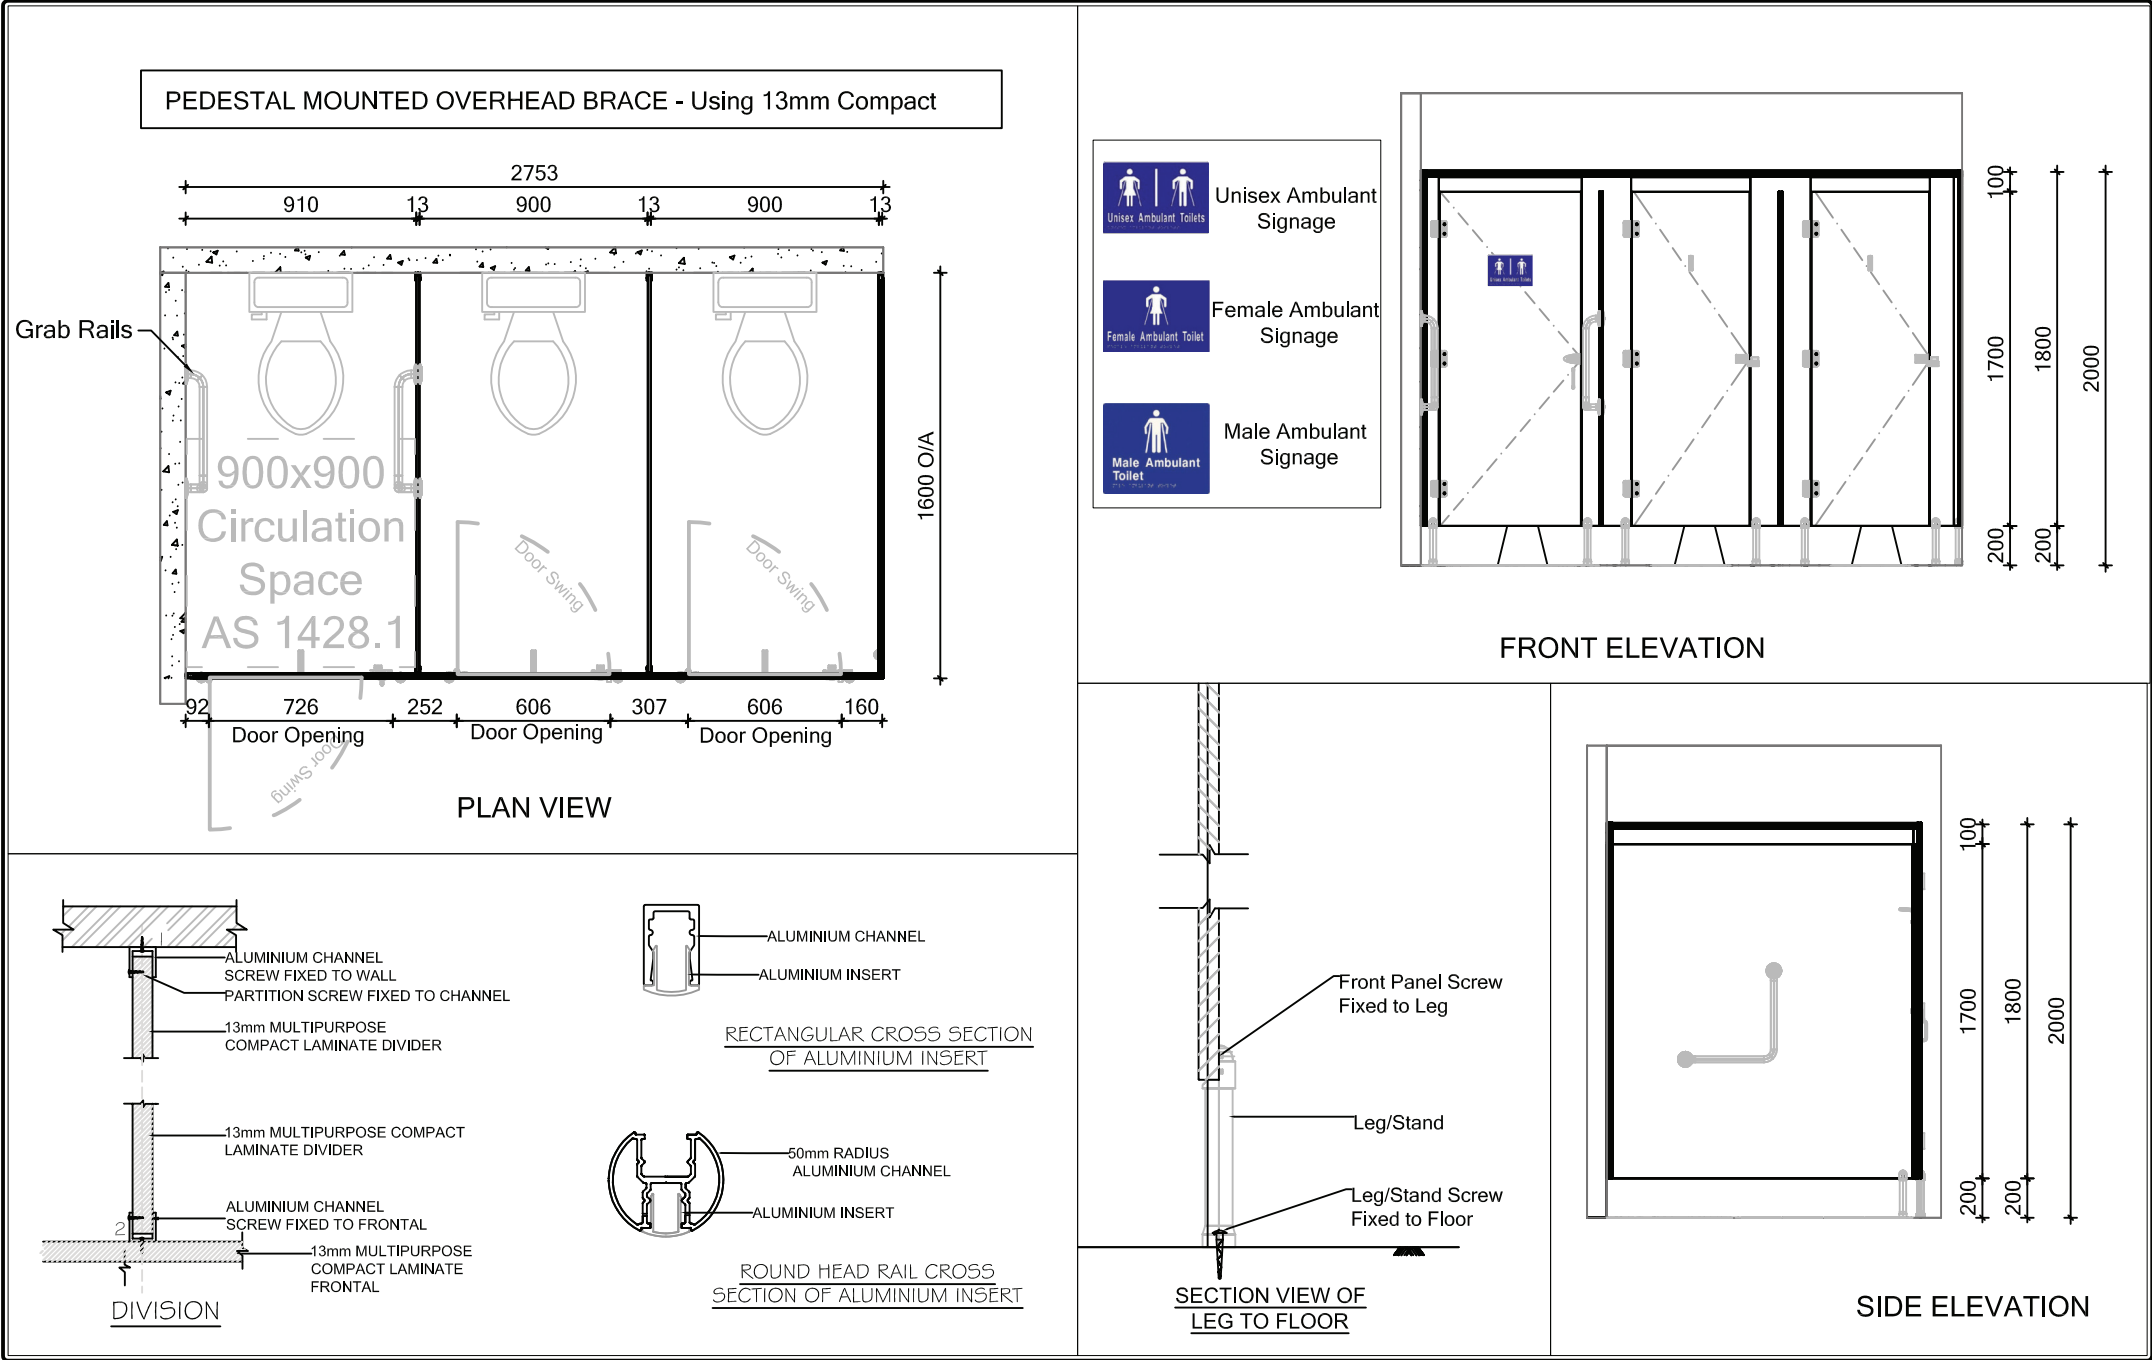 PEDESTAL MOUNTED OVERHEAD BRACE - Using 13mm Compact
2753
910
13
900
13
900
13
Grab Rails
900x900
Circulation
Space
AS 1428.1
Door Swing
Door Swing
1600 O/A
92
726
252
606
307
606
160
Door Opening
Door Opening
Door Opening
Door Swing
PLAN VIEW
Unisex Ambulant Toilets
Unisex Ambulant
Signage
Female Ambulant Toilet
Female Ambulant
Signage
Male Ambulant
Toilet
Male Ambulant
Signage
Unisex Ambulant Toilets
100
1700
200
1800
200
2000
FRONT ELEVATION
ALUMINIUM CHANNEL
SCREW FIXED TO WALL
PARTITION SCREW FIXED TO CHANNEL
13mm MULTIPURPOSE
COMPACT LAMINATE DIVIDER
13mm MULTIPURPOSE COMPACT
LAMINATE DIVIDER
ALUMINIUM CHANNEL
SCREW FIXED TO FRONTAL
2
13mm MULTIPURPOSE
COMPACT LAMINATE
FRONTAL
DIVISION
ALUMINIUM CHANNEL
ALUMINIUM INSERT
RECTANGULAR CROSS SECTION
OF ALUMINIUM INSERT
50mm RADIUS
ALUMINIUM CHANNEL
ALUMINIUM INSERT
ROUND HEAD RAIL CROSS
SECTION OF ALUMINIUM INSERT
Front Panel Screw
Fixed to Leg
Leg/Stand
Leg/Stand Screw
Fixed to Floor
SECTION VIEW OF
LEG TO FLOOR
100
1700
200
1800
200
2000
SIDE ELEVATION